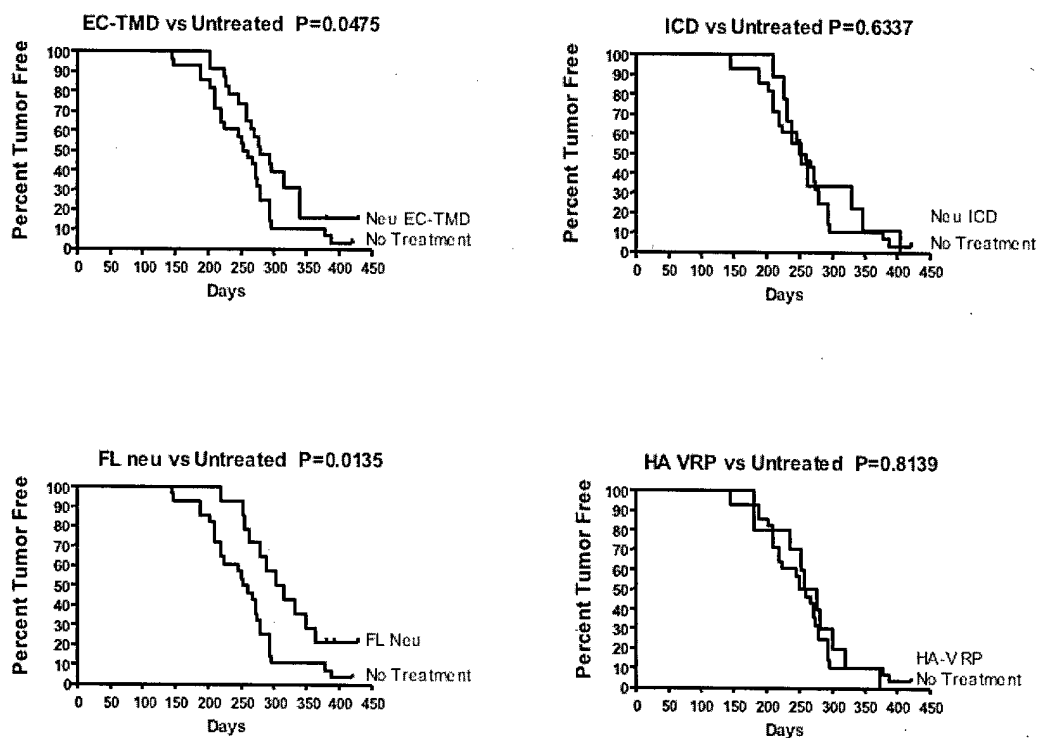 EC-TMD vs Untreated P=0.0475
Percent Tumor Free
100
90
80
70
60
50
40
30
20
10
0
Neu EC-TMD
No Treatment
0 50 100 150 200 250 300 350 400 450
Days
ICD vs Untreated P=0.6337
Percent Tumor Free
100
90
80
70
60
50
40
30
20
10
0
Neu ICD
No Treatment
0 50 100 150 200 250 300 350 400 450
Days
FL neu vs Untreated P=0.0135
Percent Tumor Free
100
90
80
70
60
50
40
30
20
10
0
FL Neu
No Treatment
0 50 100 150 200 250 300 350 400 450
Days
HA VRP vs Untreated P=0.8139
Percent Tumor Free
100
90
80
70
60
50
40
30
20
10
0
HA-VRP
No Treatment
0 50 100 150 200 250 300 350 400 450
Days